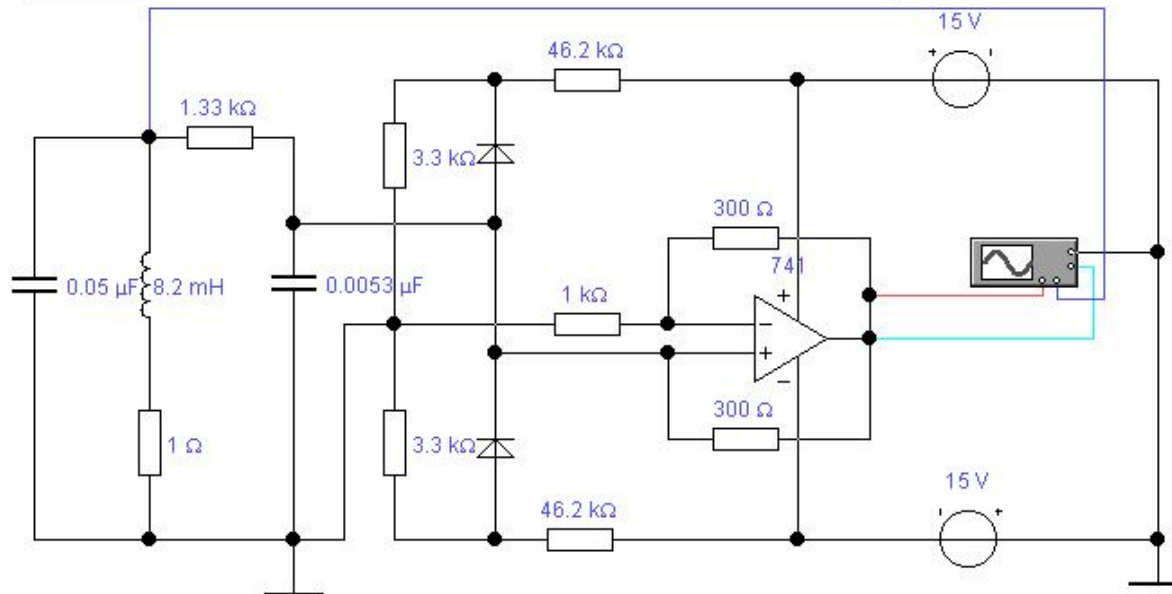 15 V
46.2 kΩ
1.33 kΩ
3.3 kΩ
300 Ω
741
0.05 µF
8.2 mH
0.0053 µF
1 kΩ
300 Ω
3.3 kΩ
1 Ω
15 V
46.2 kΩ